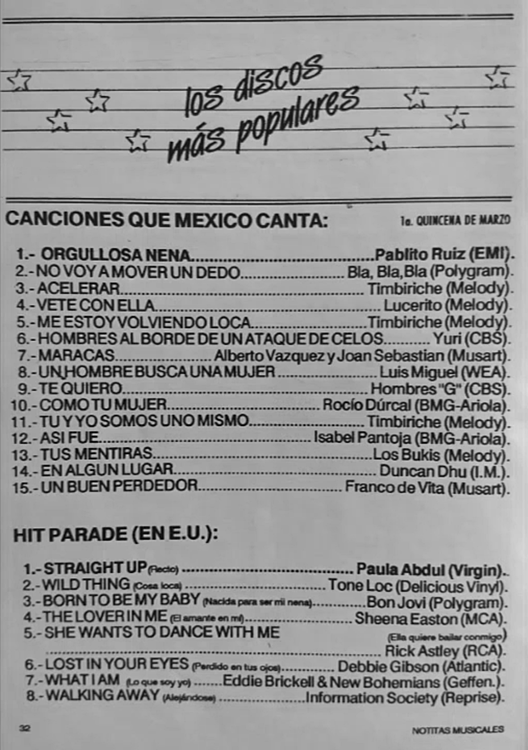 los discos
más populares
CANCIONES QUE MEXICO CANTA: 1a. QUINCENA DE MARZO
1.- ORGULLOSA NENA..............................Pablito Ruiz (EMI).
2.- NO VOY A MOVER UN DEDO.................Bla, Bla, Bla (Polygram).
3.- ACELERAR.............................................Timbiriche (Melody).
4.- VETE CON ELLA......................................Lucerito (Melody).
5.- ME ESTOY VOLVIENDO LOCA...................Timbiriche (Melody).
6.- HOMBRES AL BORDE DE UN ATAQUE DE CELOS.......... Yuri (CBS).
7.- MARACAS................Alberto Vazquez y Joan Sebastian (Musart).
8.- UN HOMBRE BUSCA UNA MUJER................. Luis Miguel (WEA).
9.- TE QUIERO........................................... Hombres "G" (CBS).
10.- COMO TU MUJER.......................... Rocío Dúrcal (BMG-Ariola).
11.- TU Y YO SOMOS UNO MISMO....................Timbiriche (Melody).
12.- ASI FUE....................................Isabel Pantoja (BMG-Ariola).
13.- TUS MENTIRAS.....................................Los Bukis (Melody).
14.- EN ALGUN LUGAR.................................. Duncan Dhu (I.M.).
15.- UN BUEN PERDEDOR......................... Franco de Vita (Musart).
HIT PARADE (EN E.U.):
1.- STRAIGHT UP (Recto) .............................. Paula Abdul (Virgin).
2.- WILD THING (Cosa loca) ....................Tone Loc (Delicious Vinyl).
3.- BORN TO BE MY BABY (Nacida para ser mi nena)...........Bon Jovi (Polygram).
4.- THE LOVER IN ME (El amante en mí) ...................Sheena Easton (MCA).
5.- SHE WANTS TO DANCE WITH ME (Ella quiere bailar conmigo)
..................................................... Rick Astley (RCA).
6.- LOST IN YOUR EYES (Perdido en tus ojos)..............Debbie Gibson (Atlantic).
7.- WHAT I AM (Lo que soy yo) .......Eddie Brickell & New Bohemians (Geffen.).
8.- WALKING AWAY (Alejándose)................Information Society (Reprise).
32 NOTITAS MUSICALES